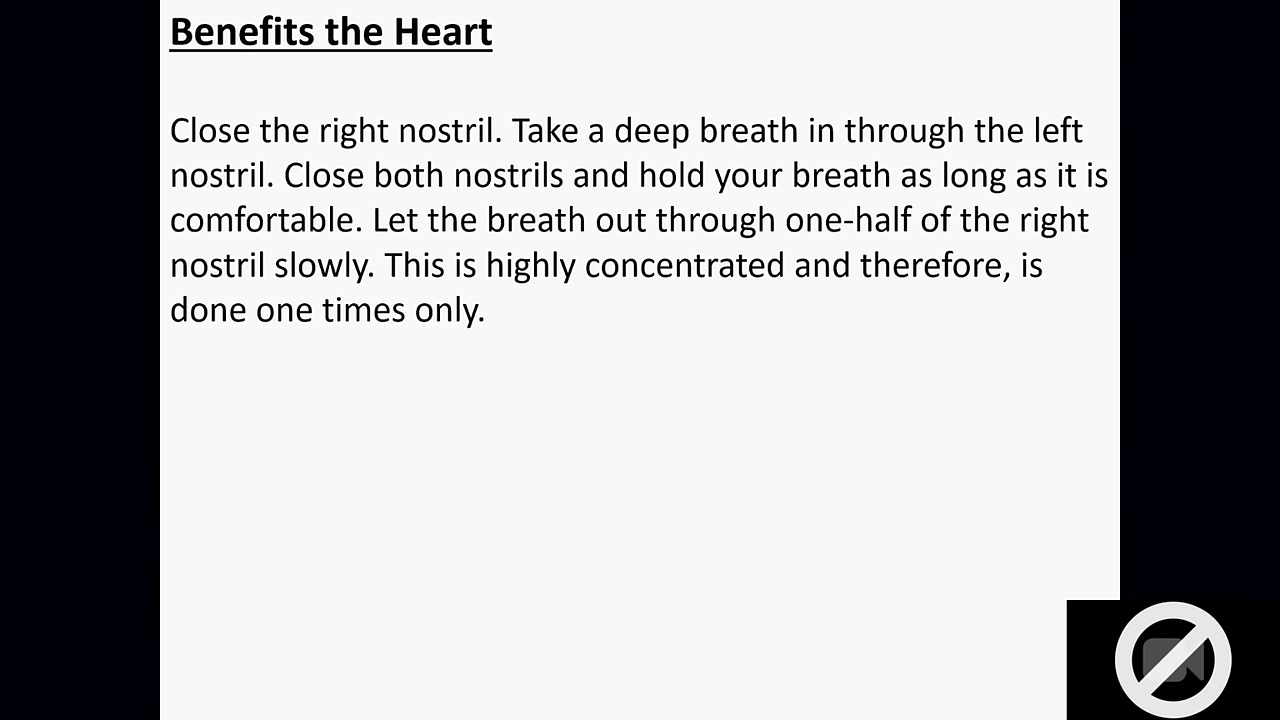 Benefits the Heart
Close the right nostril. Take a deep breath in through the left
nostril. Close both nostrils and hold your breath as long as it is
comfortable. Let the breath out through one-half of the right
nostril slowly. This is highly concentrated and therefore, is
done one times only.